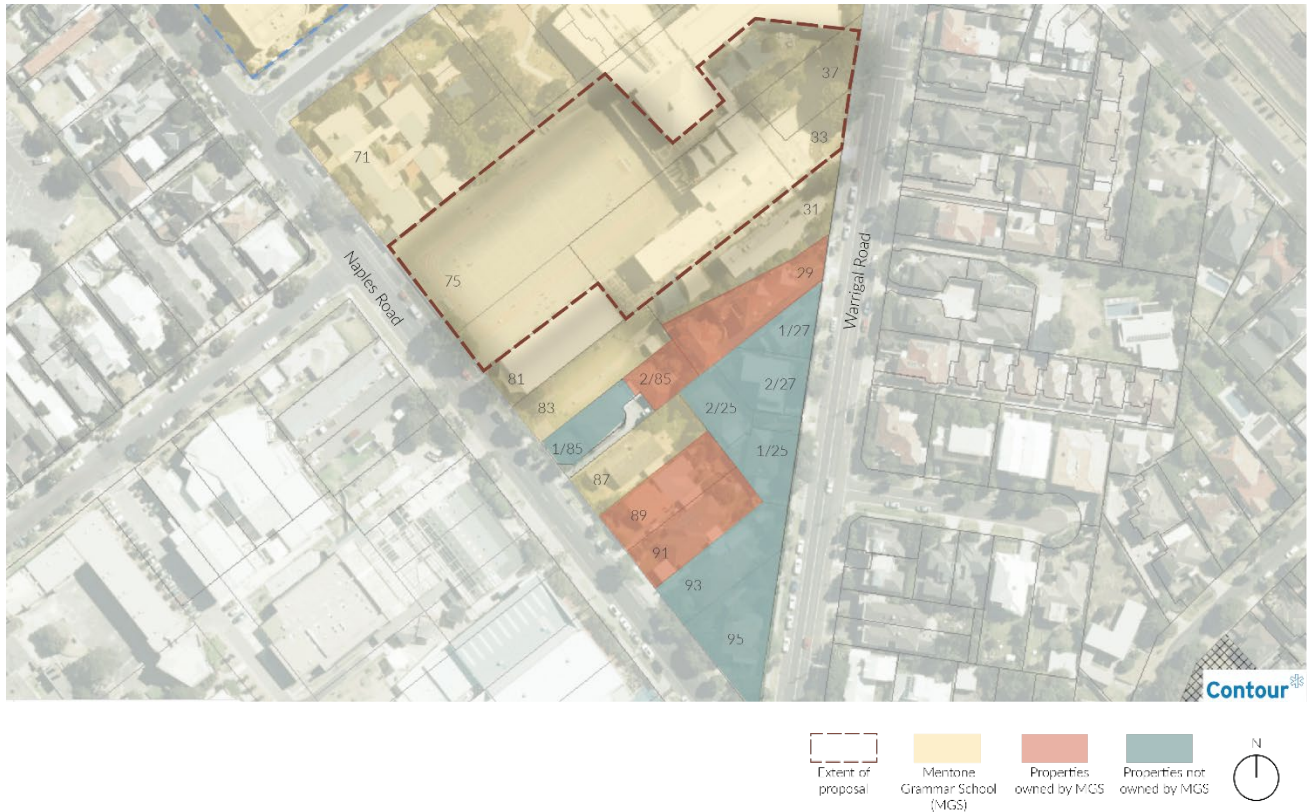 37
33
71
31
29
75
Naples Road
Warrigal Road
1/27
2/85
2/27
81
2/25
83
1/85
1/25
87
89
91
93
95
Contour
N
Extent of
proposal
Mentone
Grammar School
(MGS)
Properties
owned by MGS
Properties not
owned by MGS